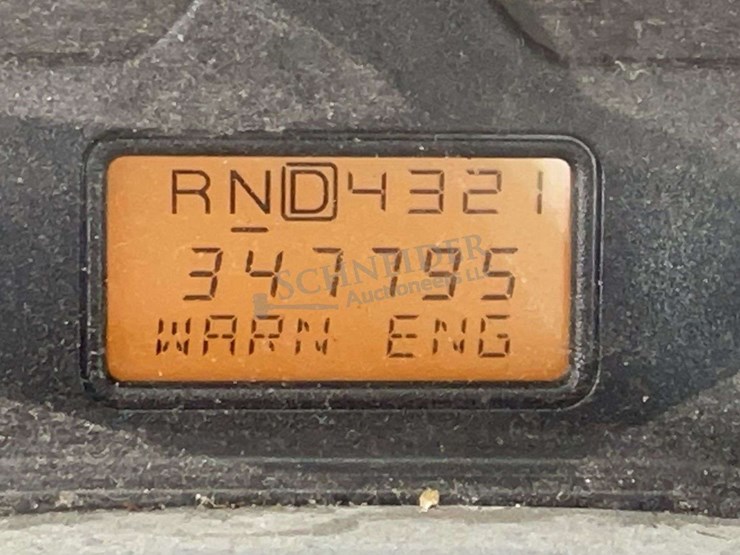 RND4321
347795
WARN ENG
SCHNEIDER
Auctioneers LLC